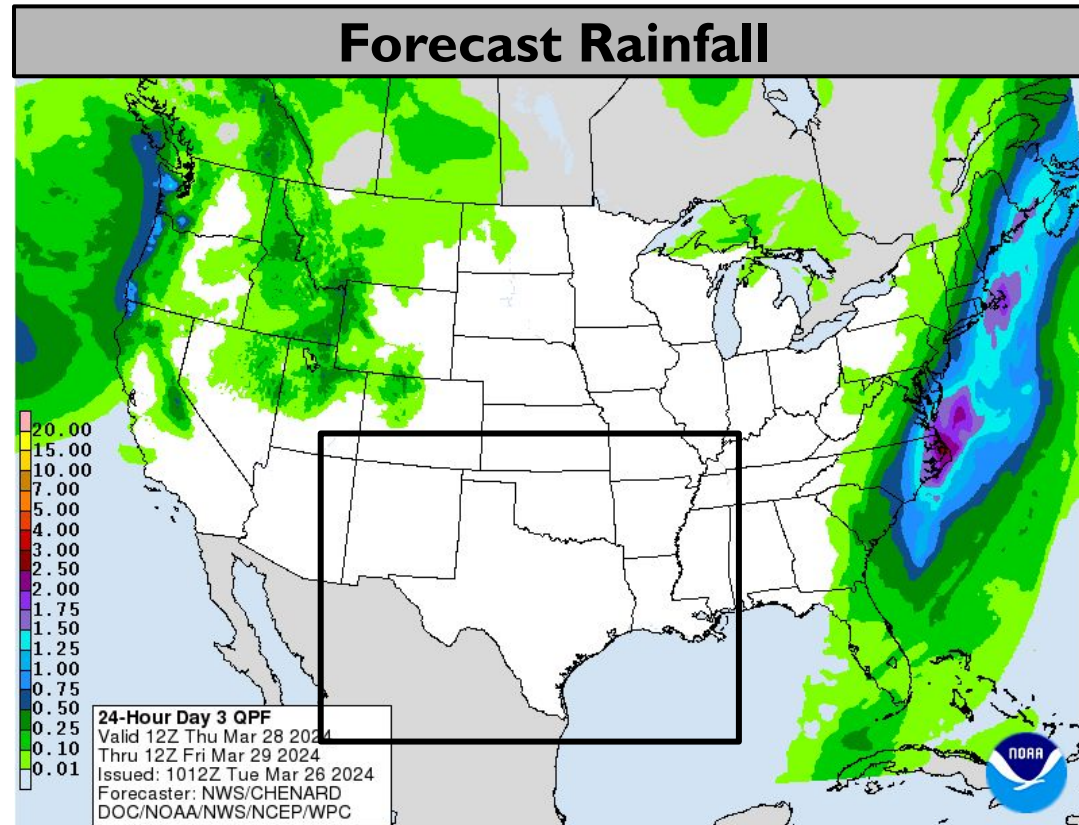 Forecast Rainfall
20.00
15.00
10.00
7.00
5.00
4.00
3.00
2.50
2.00
1.75
1.50
1.25
1.00
0.75
0.50
0.25
0.10
0.01
24-Hour Day 3 QPF
Valid 12Z Thu Mar 28 2024
Thru 12Z Fri Mar 29 2024
Issued: 1012Z Tue Mar 26 2024
Forecaster: NWS/CHENARD
DOC/NOAA/NWS/NCEP/WPC
NOAA